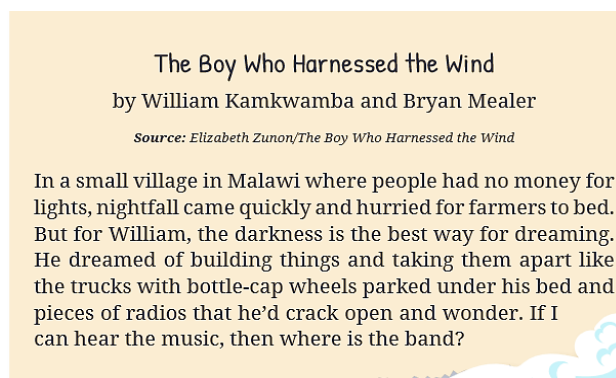 The Boy Who Harnessed the Wind
by William Kamkwamba and Bryan Mealer
Source: Elizabeth Zunon/The Boy Who Harnessed the Wind
In a small village in Malawi where people had no money for
lights, nightfall came quickly and hurried for farmers to bed.
But for William, the darkness is the best way for dreaming.
He dreamed of building things and taking them apart like
the trucks with bottle-cap wheels parked under his bed and
pieces of radios that he’d crack open and wonder. If I
can hear the music, then where is the band?